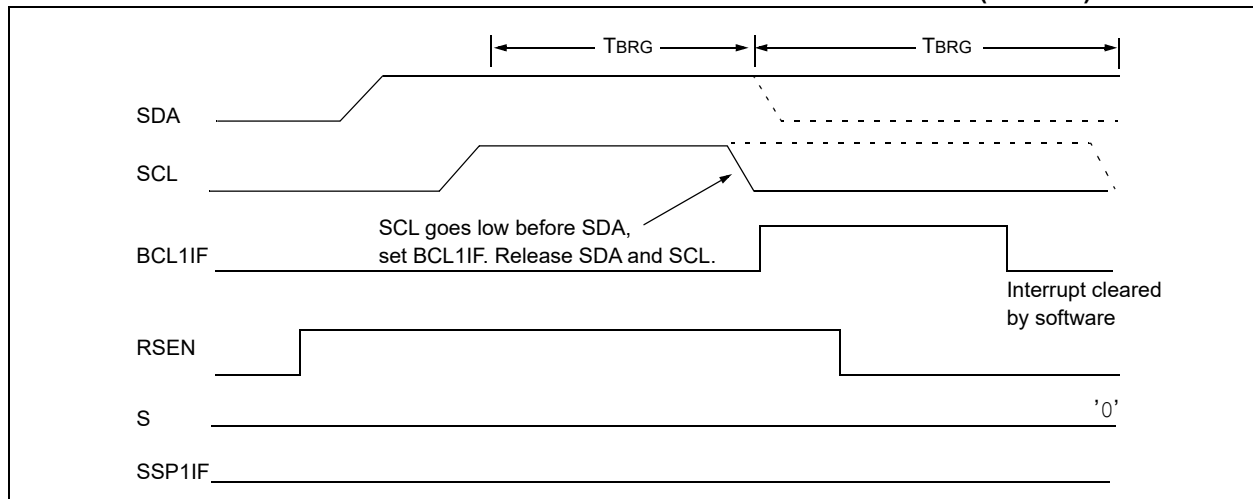 TBRG TBRG
SDA
SCL
SCL goes low before SDA,
set BCL1IF. Release SDA and SCL.
BCL1IF
Interrupt cleared
by software
RSEN
'0'
S
SSP1IF